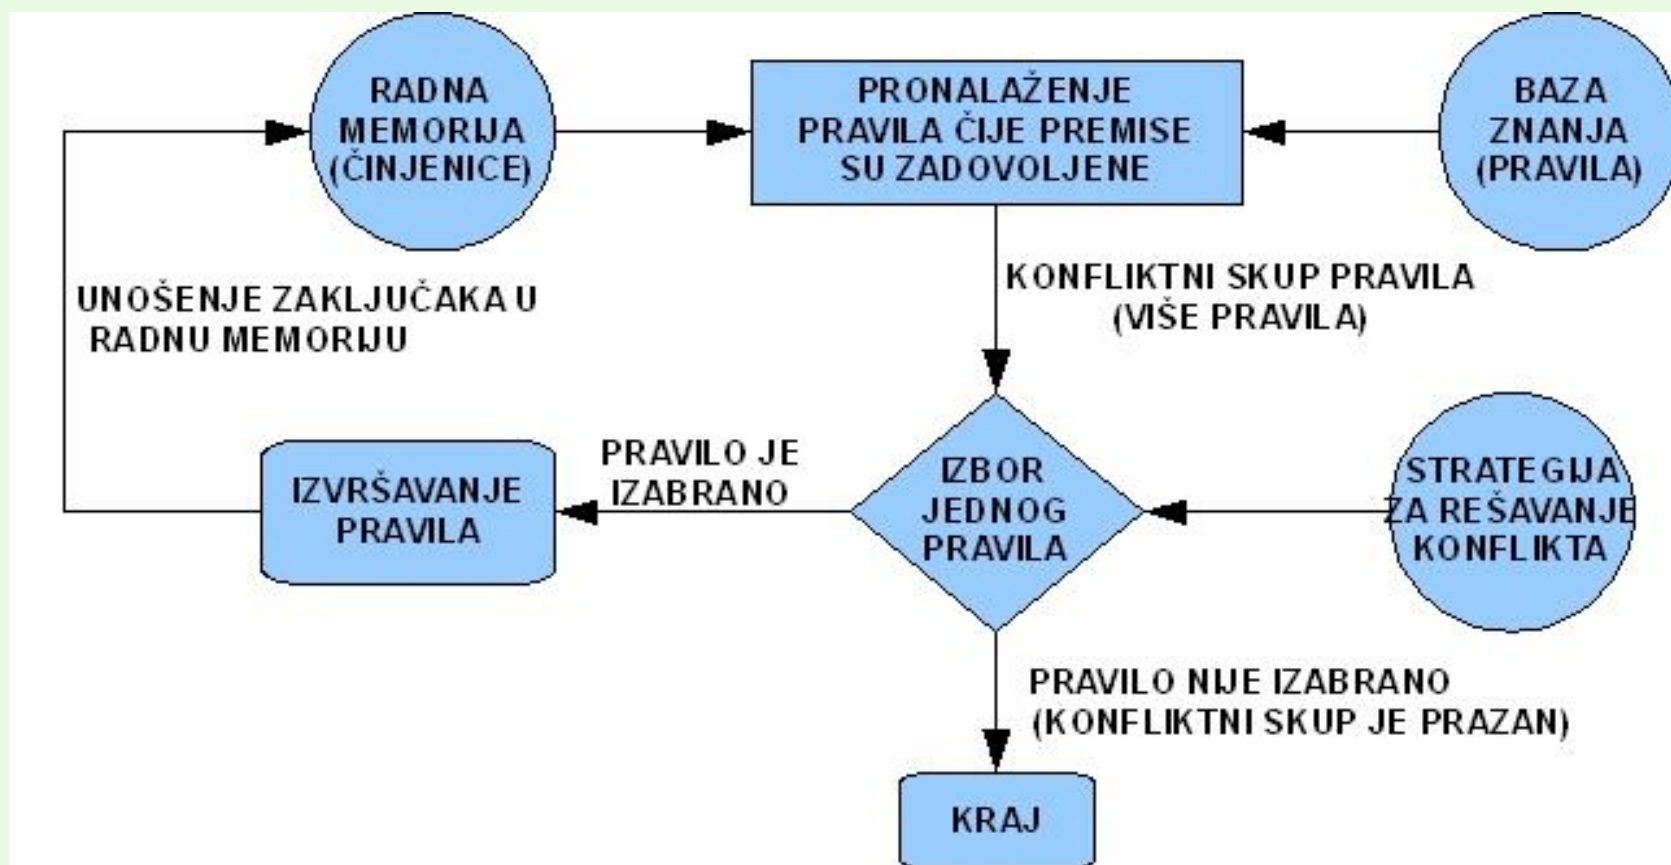 RADNA
MEMORIJA
(ČINJENICE)
PRONALAŽENJE
PRAVILA ČIJE PREMISE
SU ZADOVOLJENE
BAZA
ZNANJA
(PRAVILA)
UNOŠENJE ZAKLJUČAKA U
RADNU MEMORIJU
KONFLIKTNI SKUP PRAVILA
(VIŠE PRAVILA)
IZVRŠAVANJE
PRAVILA
PRAVILO JE
IZABRANO
IZBOR
JEDNOG
PRAVILA
STRATEGIJA
ZA REŠAVANJE
KONFLIKTA
PRAVILO NIJE IZABRANO
(KONFLIKTNI SKUP JE PRAZAN)
KRAJ